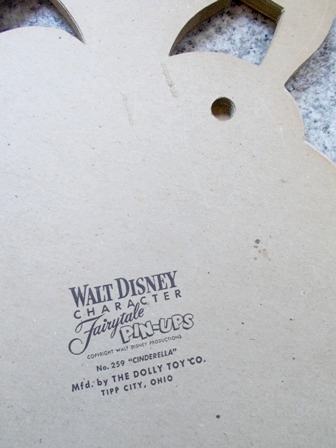 WALT DISNEY
CHARACTER
Fairytale
PIN-UPS
COPYRIGHT WALT DISNEY PRODUCTIONS
No. 259 "CINDERELLA"
Mfd. by THE DOLLY TOY CO.
TIPP CITY, OHIO